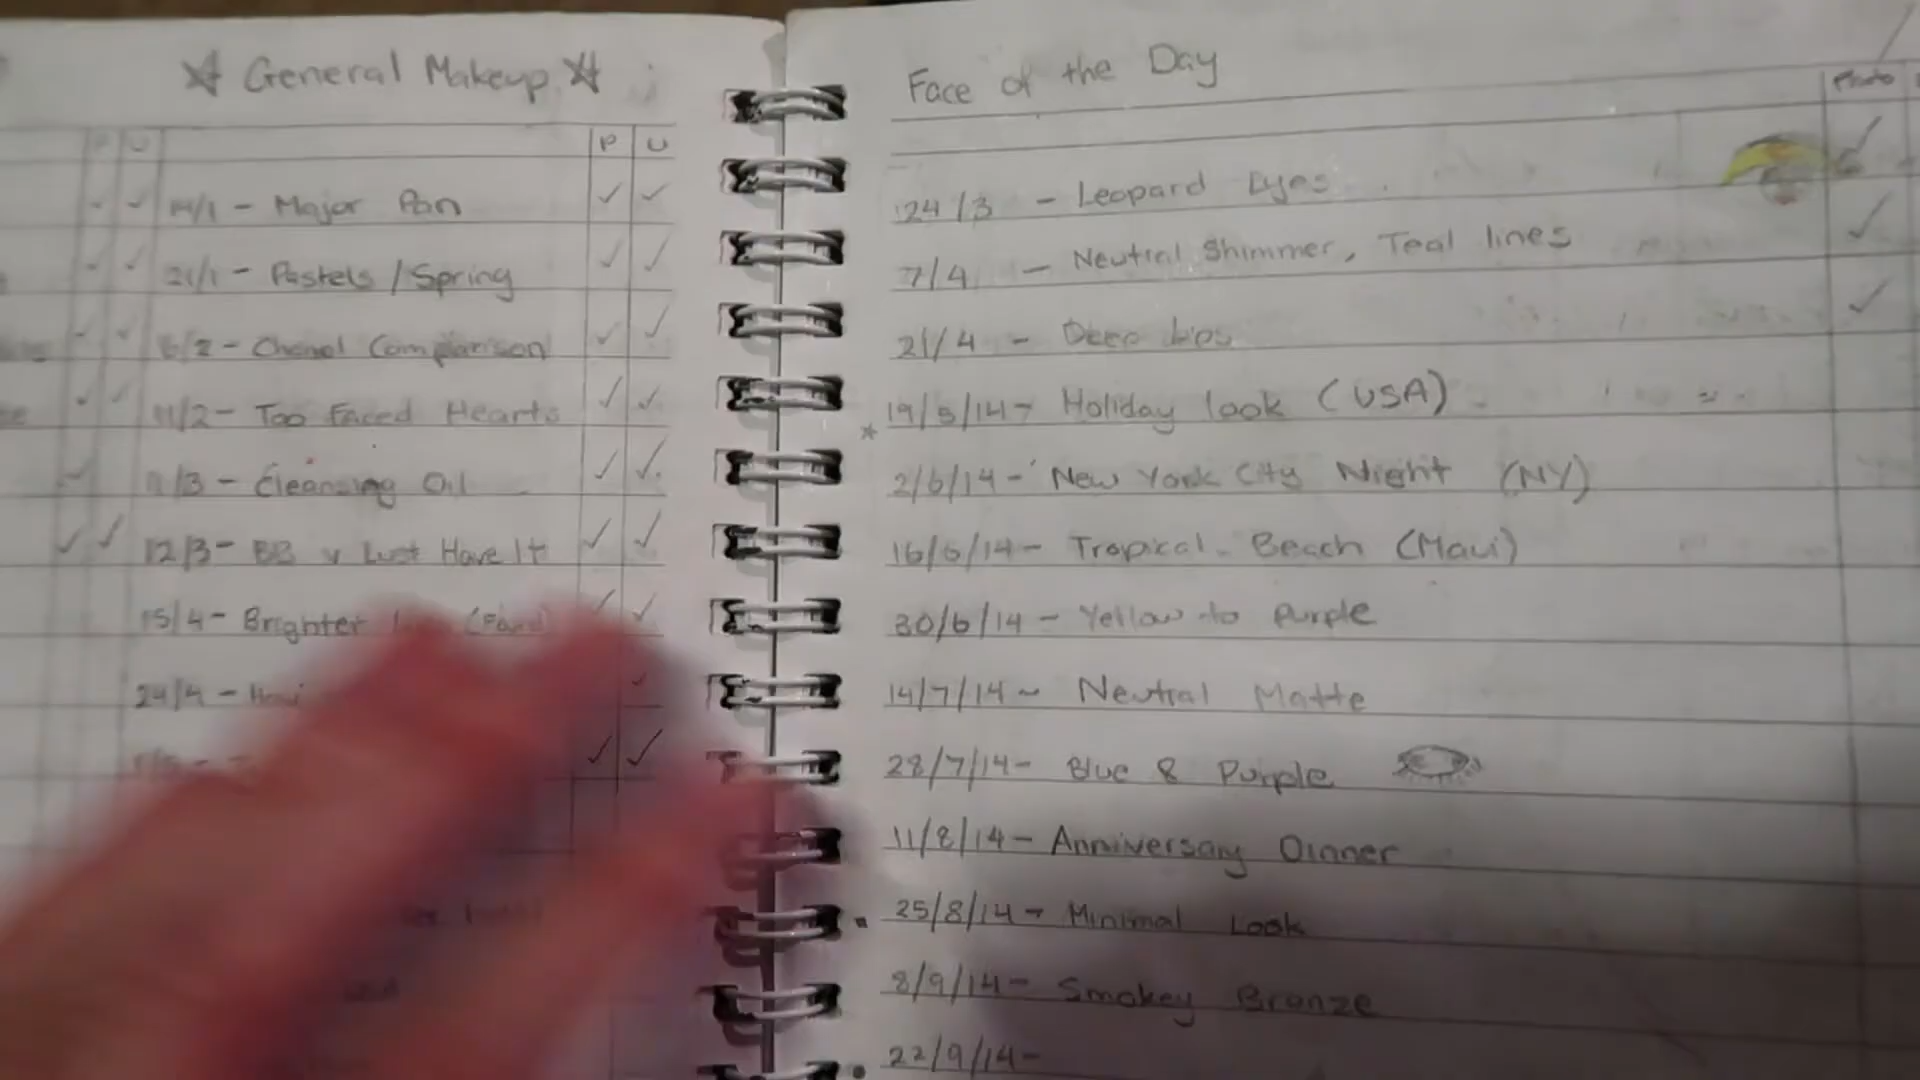 General Makeup
P U
14/1 - Major Pan
21/1 - Pastels / Spring
6/2 - Chanel Comparison
11/2 - Too Faced Hearts
/3 - Cleansing Oil
12/3 - BB v Lust Have It
15/4 - Brighter
24/4 -
Face of the Day
Photo
24/3 - Leopard Eyes
7/4 - Neutral Shimmer, Teal lines
21/4 - Deep Lips
19/5/14 - Holiday look (USA)
2/6/14 - New York City Night (NY)
16/6/14 - Tropical Beach (Maui)
30/6/14 - Yellow to purple
14/7/14 - Neutral Matte
28/7/14 - Blue & Purple
11/8/14 - Anniversary Dinner
25/8/14 - Minimal Look
8/9/14 - Smokey Bronze
22/9/14 -